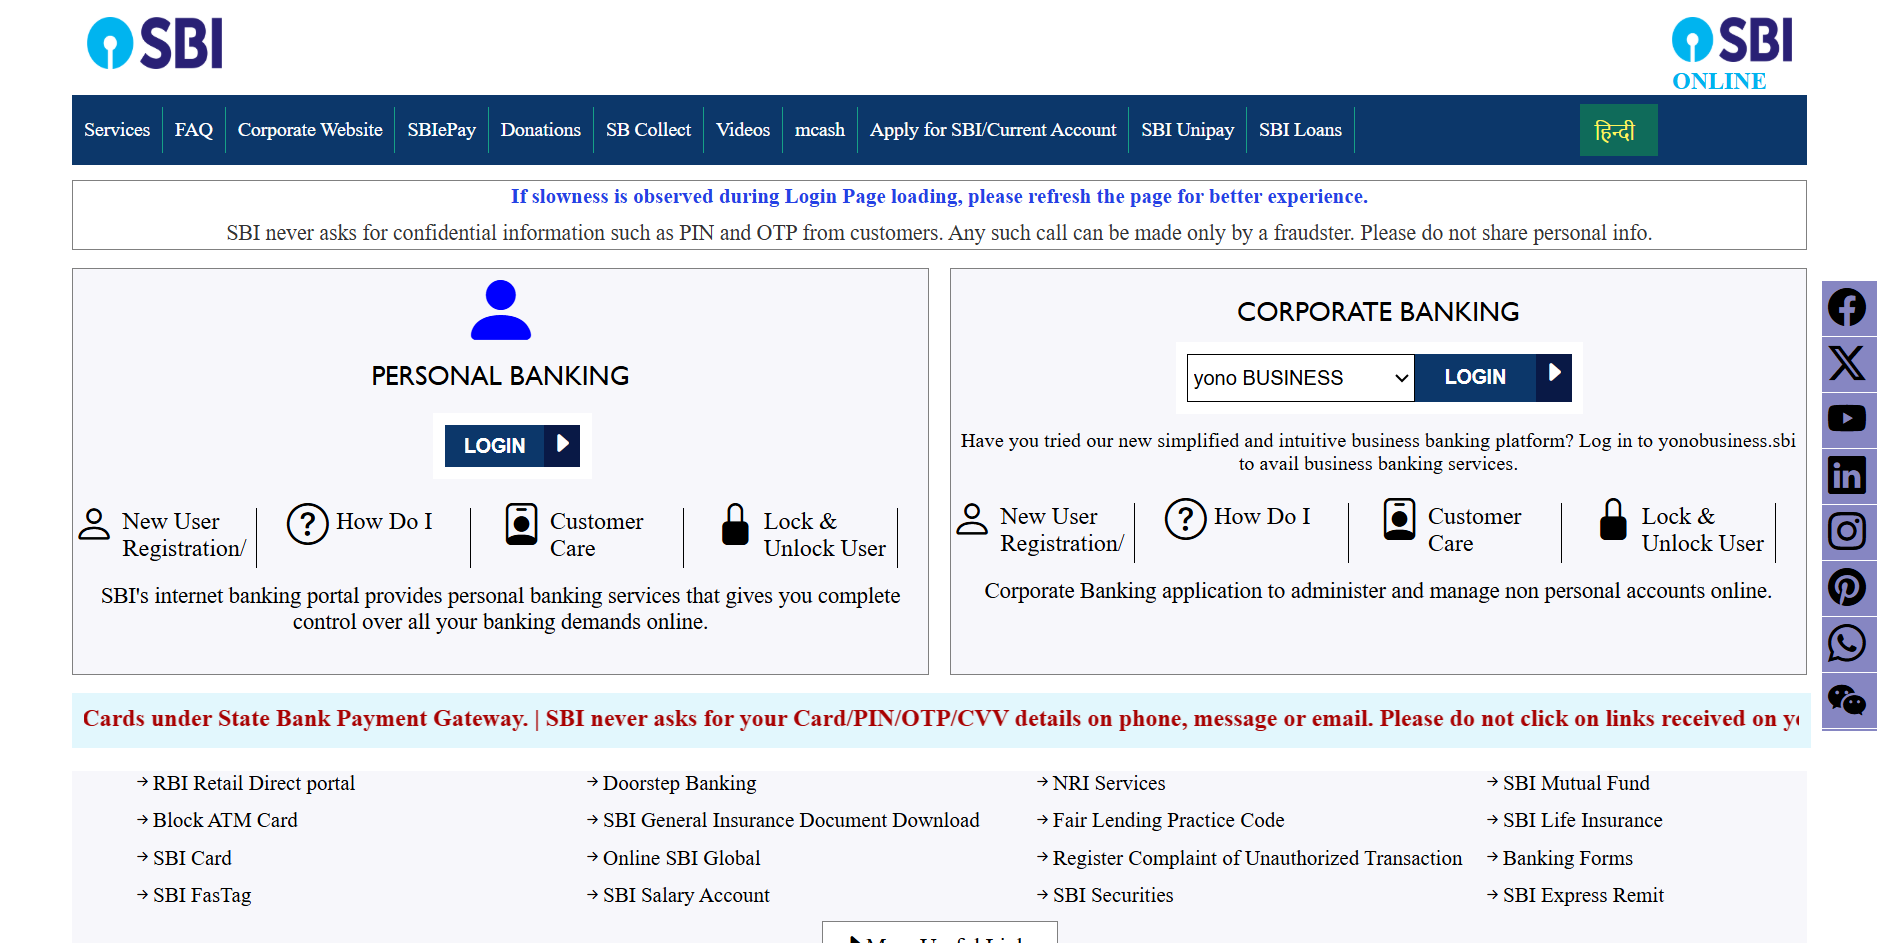 SBI
SBI
ONLINE
Services FAQ Corporate Website SBIePay Donations SB Collect Videos mcash Apply for SBI/Current Account SBI Unipay SBI Loans हिन्दी
If slowness is observed during Login Page loading, please refresh the page for better experience.
SBI never asks for confidential information such as PIN and OTP from customers. Any such call can be made only by a fraudster. Please do not share personal info.
PERSONAL BANKING
LOGIN
New User
Registration/
How Do I
Customer
Care
Lock &
Unlock User
SBI's internet banking portal provides personal banking services that gives you complete
control over all your banking demands online.
CORPORATE BANKING
yono BUSINESS LOGIN
Have you tried our new simplified and intuitive business banking platform? Log in to yonobusiness.sbi
to avail business banking services.
New User
Registration/
How Do I
Customer
Care
Lock &
Unlock User
Corporate Banking application to administer and manage non personal accounts online.
in
Cards under State Bank Payment Gateway. | SBI never asks for your Card/PIN/OTP/CVV details on phone, message or email. Please do not click on links received on
RBI Retail Direct portal Doorstep Banking NRI Services SBI Mutual Fund
Block ATM Card SBI General Insurance Document Download Fair Lending Practice Code SBI Life Insurance
SBI Card Online SBI Global Register Complaint of Unauthorized Transaction Banking Forms
SBI FasTag SBI Salary Account SBI Securities SBI Express Remit